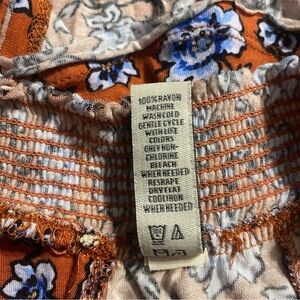 100% RAYON
MACHINE
WASH COLD
GENTLE CYCLE
WITH LIKE
COLORS
ONLY NON-
CHLORINE
BLEACH
WHEN NEEDED
RESHAPE
DRY FLAT
COOL IRON
WHEN NEEDED